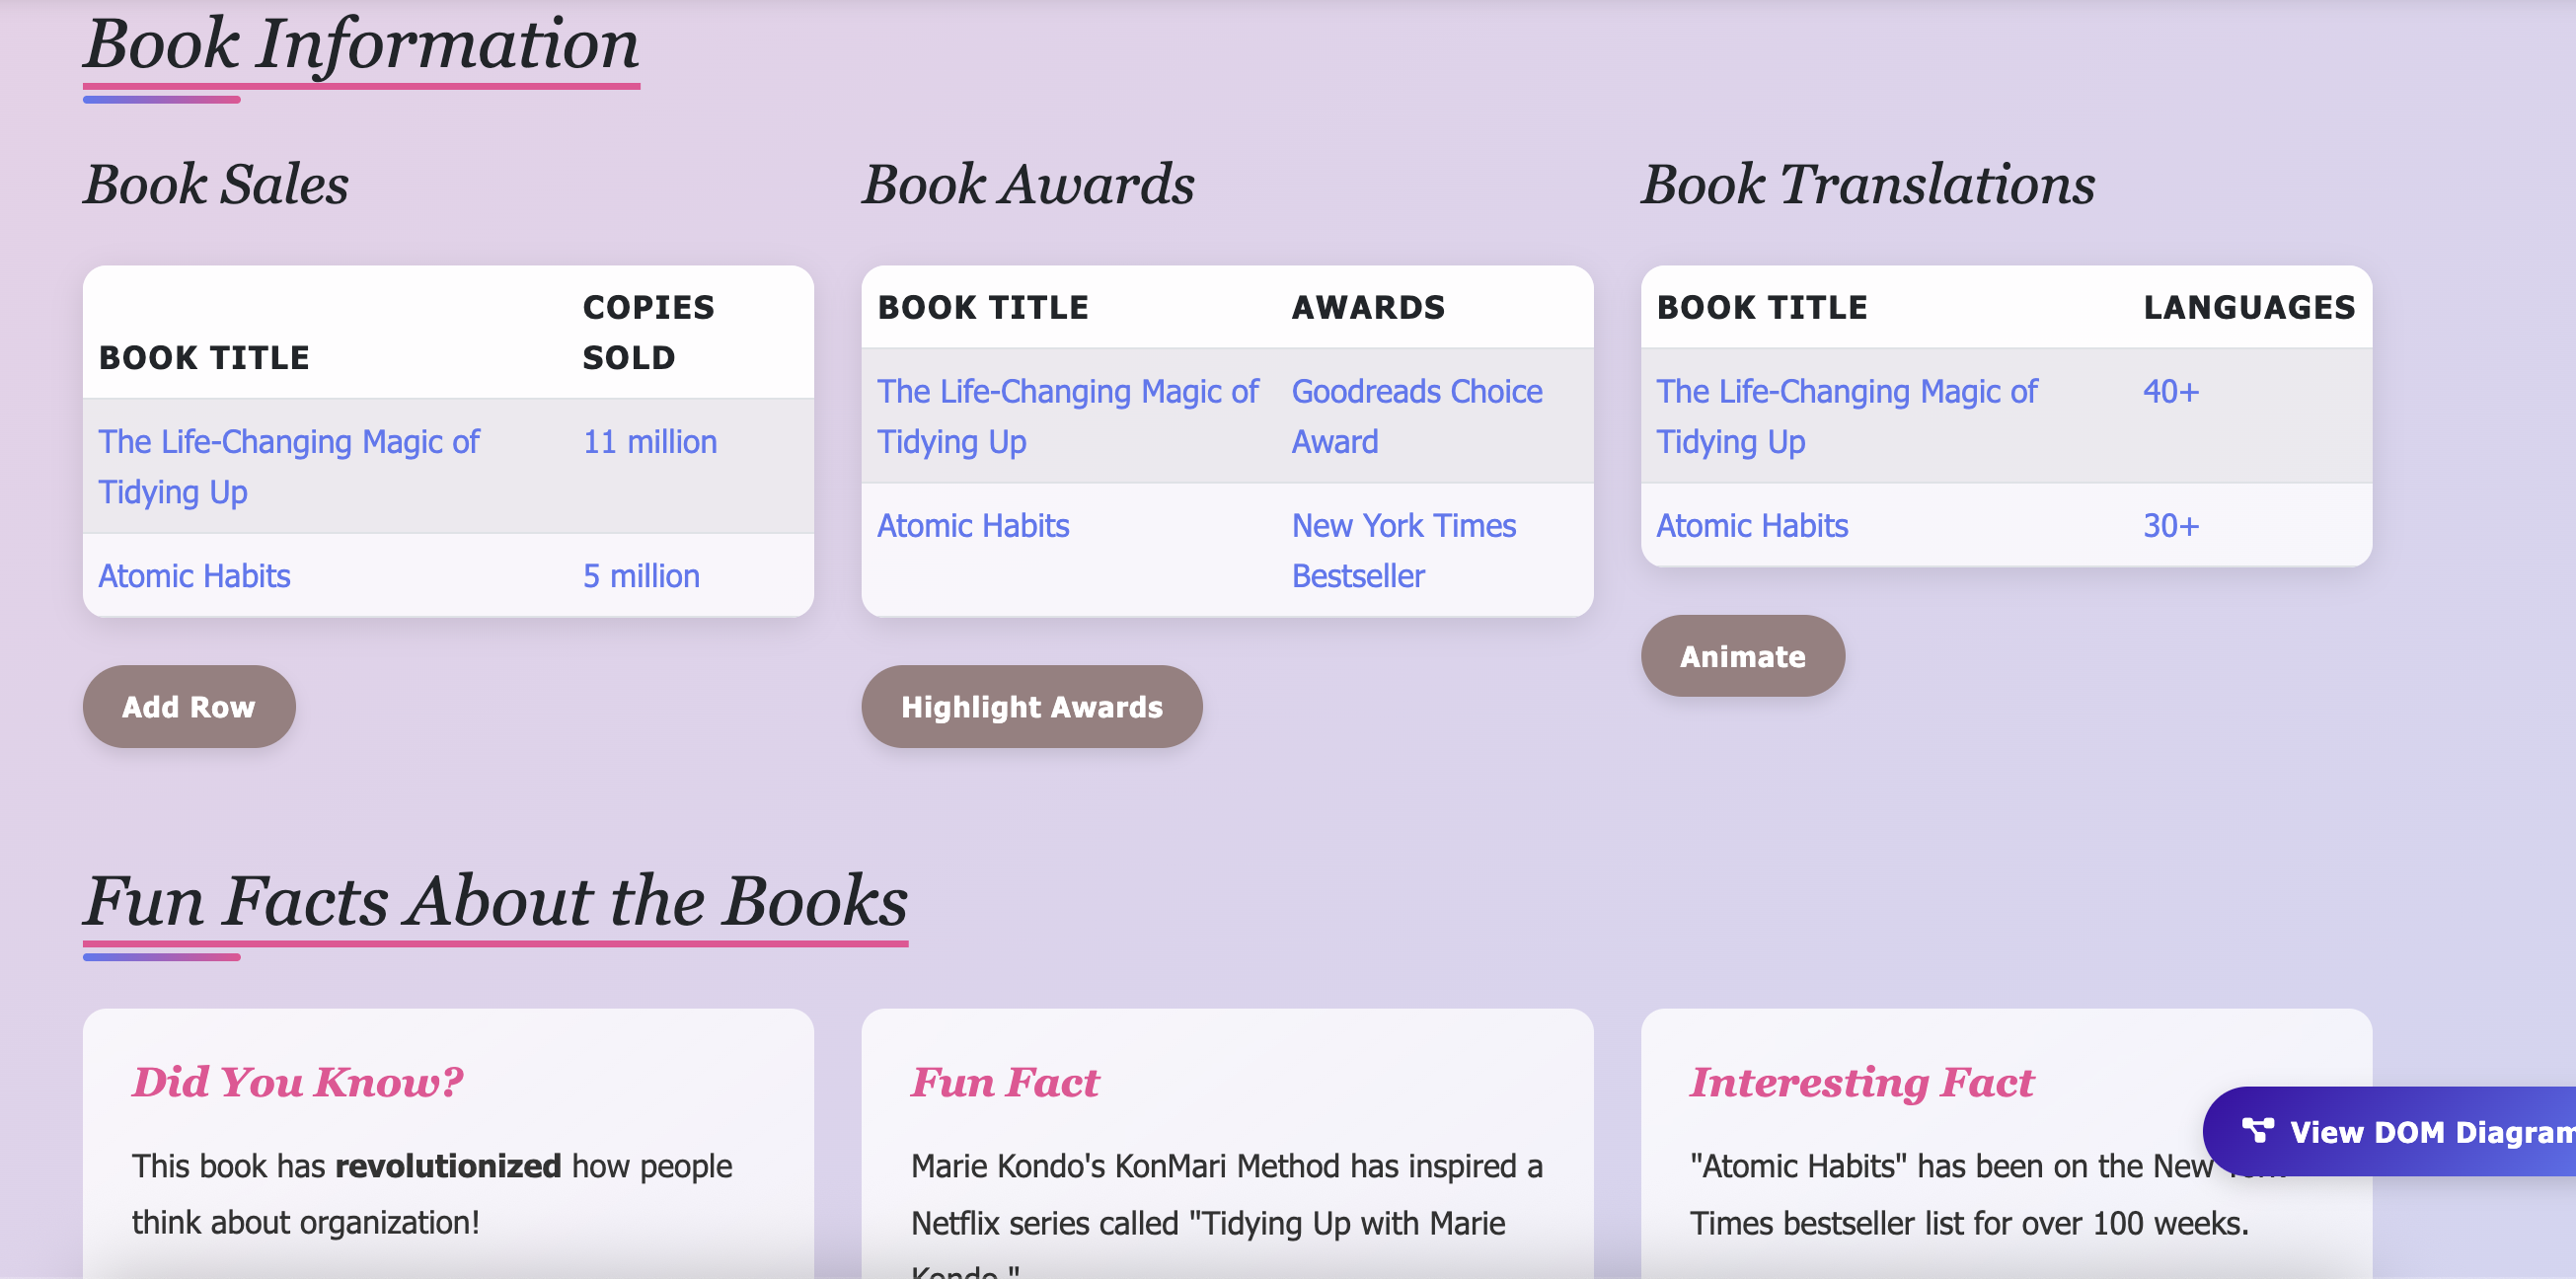 Book Information
Book Sales
BOOK TITLE
COPIES
SOLD
The Life-Changing Magic of
Tidying Up
11 million
Atomic Habits
5 million
Add Row
Book Awards
BOOK TITLE
AWARDS
The Life-Changing Magic of
Tidying Up
Goodreads Choice
Award
Atomic Habits
New York Times
Bestseller
Highlight Awards
Book Translations
BOOK TITLE
LANGUAGES
The Life-Changing Magic of
Tidying Up
40+
Atomic Habits
30+
Animate
Fun Facts About the Books
Did You Know?
This book has revolutionized how people
think about organization!
Fun Fact
Marie Kondo's KonMari Method has inspired a
Netflix series called "Tidying Up with Marie
Kondo."
Interesting Fact
"Atomic Habits" has been on the New
Times bestseller list for over 100 weeks.
View DOM Diagram